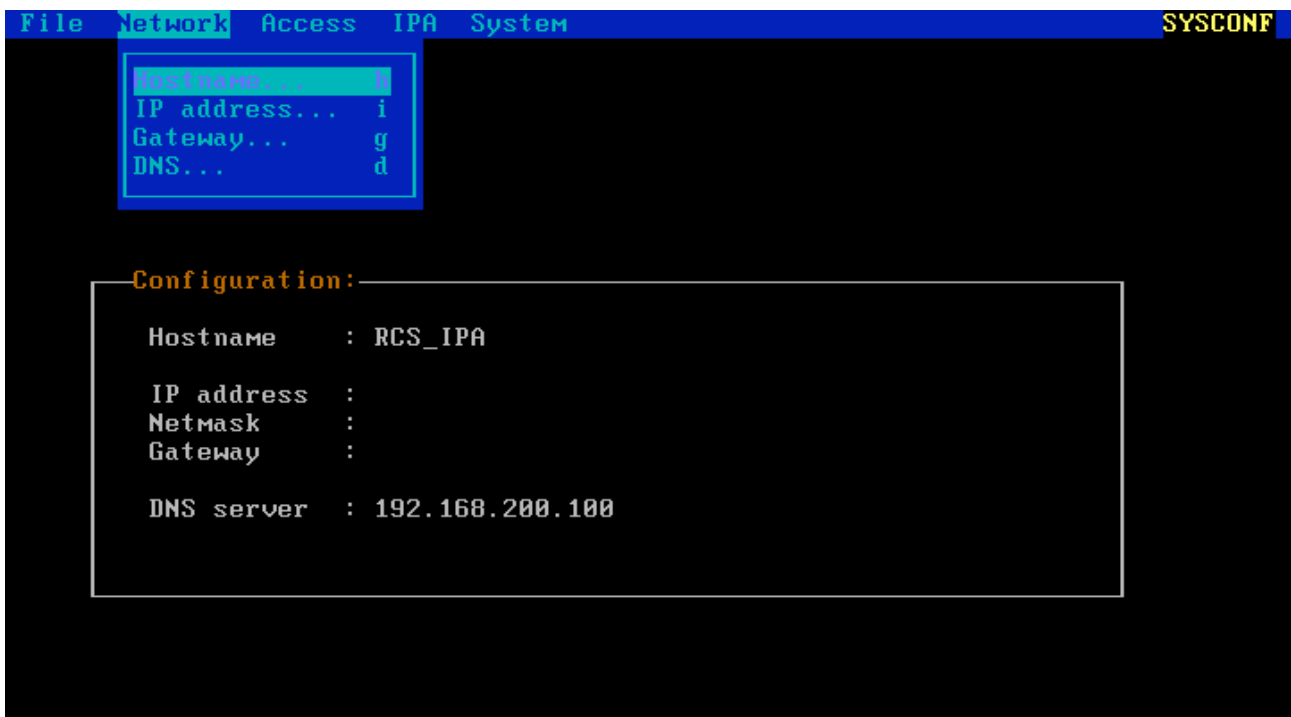 File Network Access IPA System SYSCONF
Hostname... h
IP address... i
Gateway... g
DNS... d
Configuration:
Hostname : RCS_IPA
IP address :
Netmask :
Gateway :
DNS server : 192.168.200.100